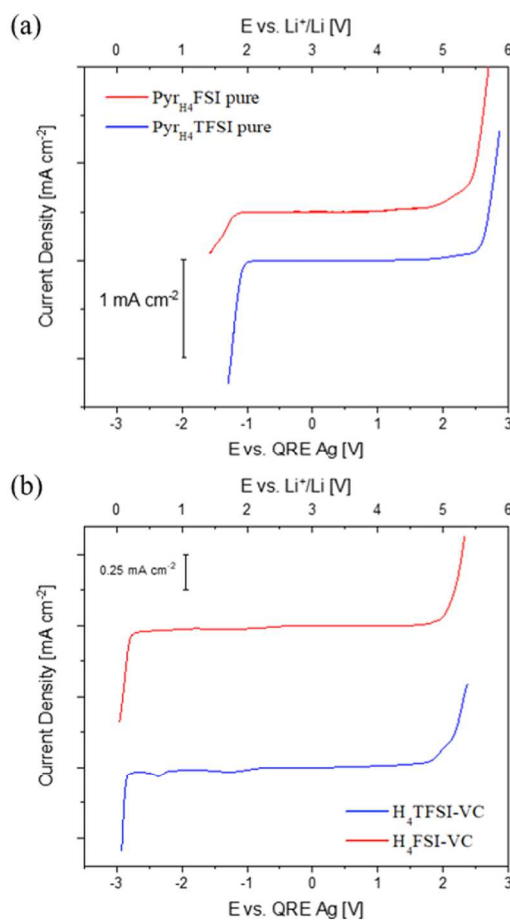 (a)
E vs. Li⁺/Li [V]
0 1 2 3 4 5 6
Pyr_H4FSI pure
Pyr_H4TFSI pure
Current Density [mA cm⁻²]
1 mA cm⁻²
-3 -2 -1 0 1 2 3
E vs. QRE Ag [V]
(b)
E vs. Li⁺/Li [V]
0 1 2 3 4 5 6
0.25 mA cm⁻²
Current Density [mA cm⁻²]
H₄TFSI-VC
H₄FSI-VC
-3 -2 -1 0 1 2 3
E vs. QRE Ag [V]